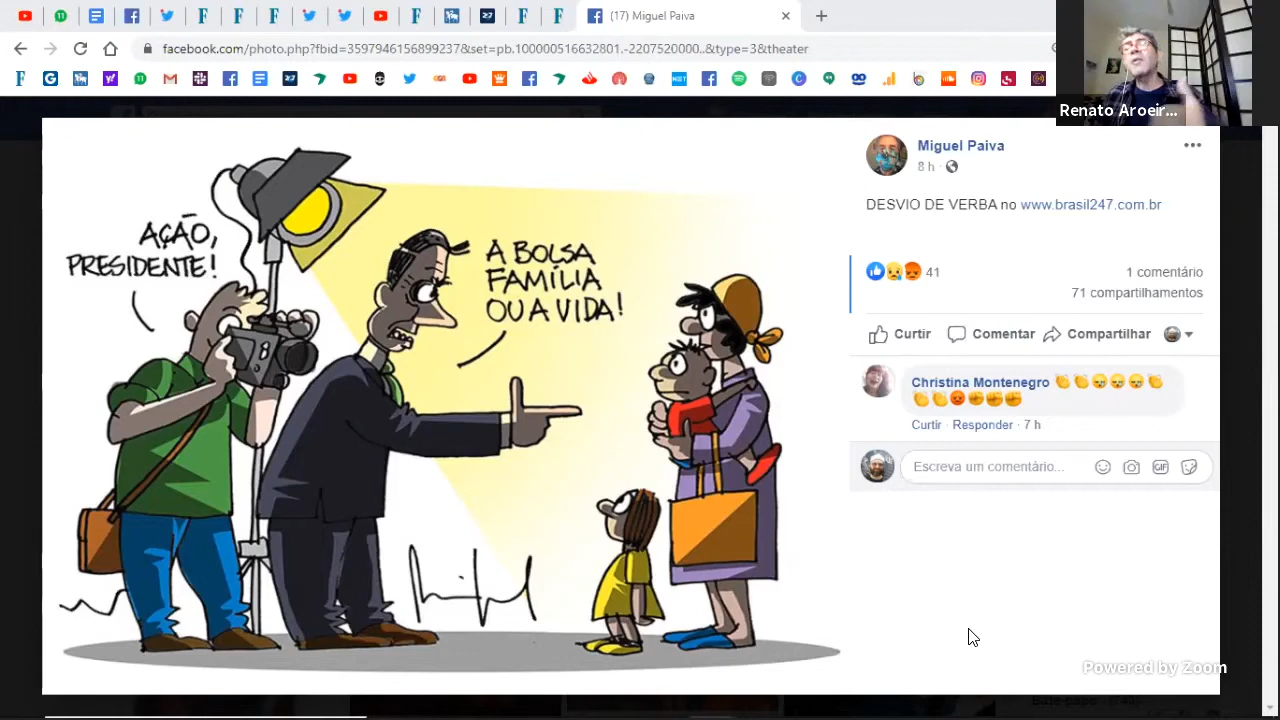 (17) Miguel Paiva
facebook.com/photo.php?fbid=3597946156899237&set=pb.100000516632801.-2207520000..&type=3&theater
Renato Aroeir...
AÇÃO,
PRESIDENTE!
A BOLSA
FAMÍLIA
OU A VIDA!
Miguel Paiva
8 h
DESVIO DE VERBA no www.brasil247.com.br
41
1 comentário
71 compartilhamentos
Curtir Comentar Compartilhar
Christina Montenegro
Curtir Responder 7 h
Escreva um comentário...
GIF
Powered by Zoom